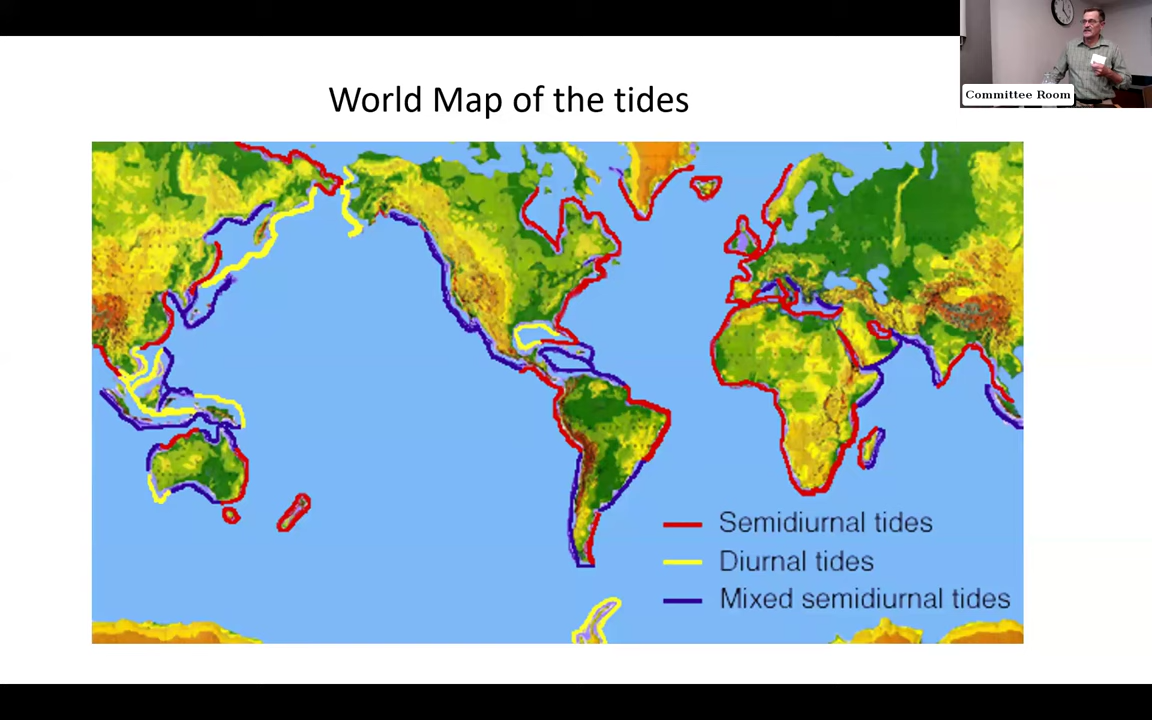 Committee Room
World Map of the tides
Semidiurnal tides
Diurnal tides
Mixed semidiurnal tides